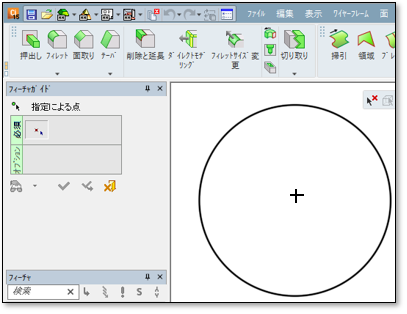 15 ファイル 編集 表示 ワイヤーフレーム 面
押出し フィレット 面取り テーパ 削除と延長 ダイレクトモデリング フィレットサイズ 変更 切り取り 掃引 領域 ブレ
フィーチャガイド
指定による点
必須
オプション
フィーチャ
検索